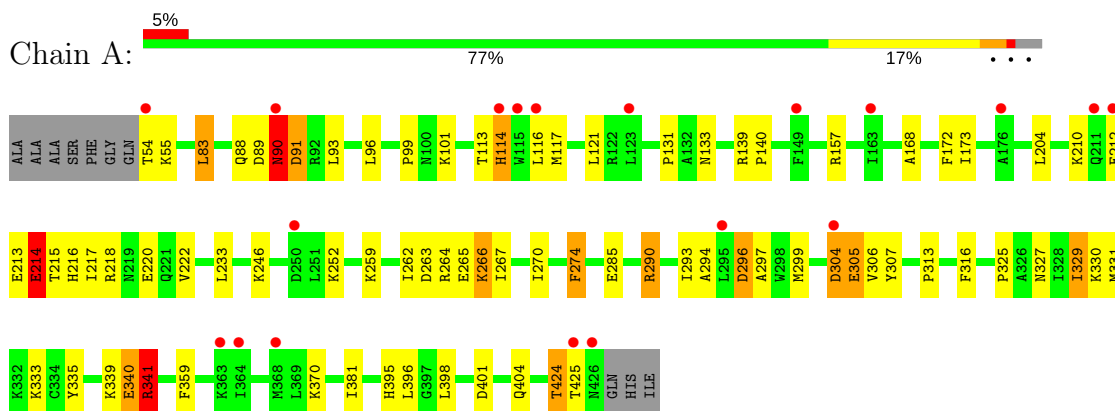 5%
Chain A:
77%
17%
. . .
ALA ALA ALA SER PHE GLY GLN T54 K55 L83 Q88 D89 N90 D91 R92 L93 L96 P99 N100 K101 T113 H114 W115 L116 M117 L121 R122 L123 P131 A132 N133 R139 P140 F149 R157 I163 A168 F172 I173 A176 L204 K210 Q211
E213 E214 T215 H216 I217 R218 N219 E220 Q221 V222 L233 K246 D250 L251 K252 K259 I262 D263 R264 E265 K266 I267 I270 F274 E285 R290 I293 A294 L295 D296 A297 W298 M299 D304 E305 V306 Y307 P313 F316 P325 A326 N327 I328 I329 K330 M331
K332 K333 C334 Y335 K339 E340 R341 F359 K363 I364 M368 L369 K370 I381 H395 L396 G397 L398 D401 Q404 T424 T425 N426 GLN HIS ILE